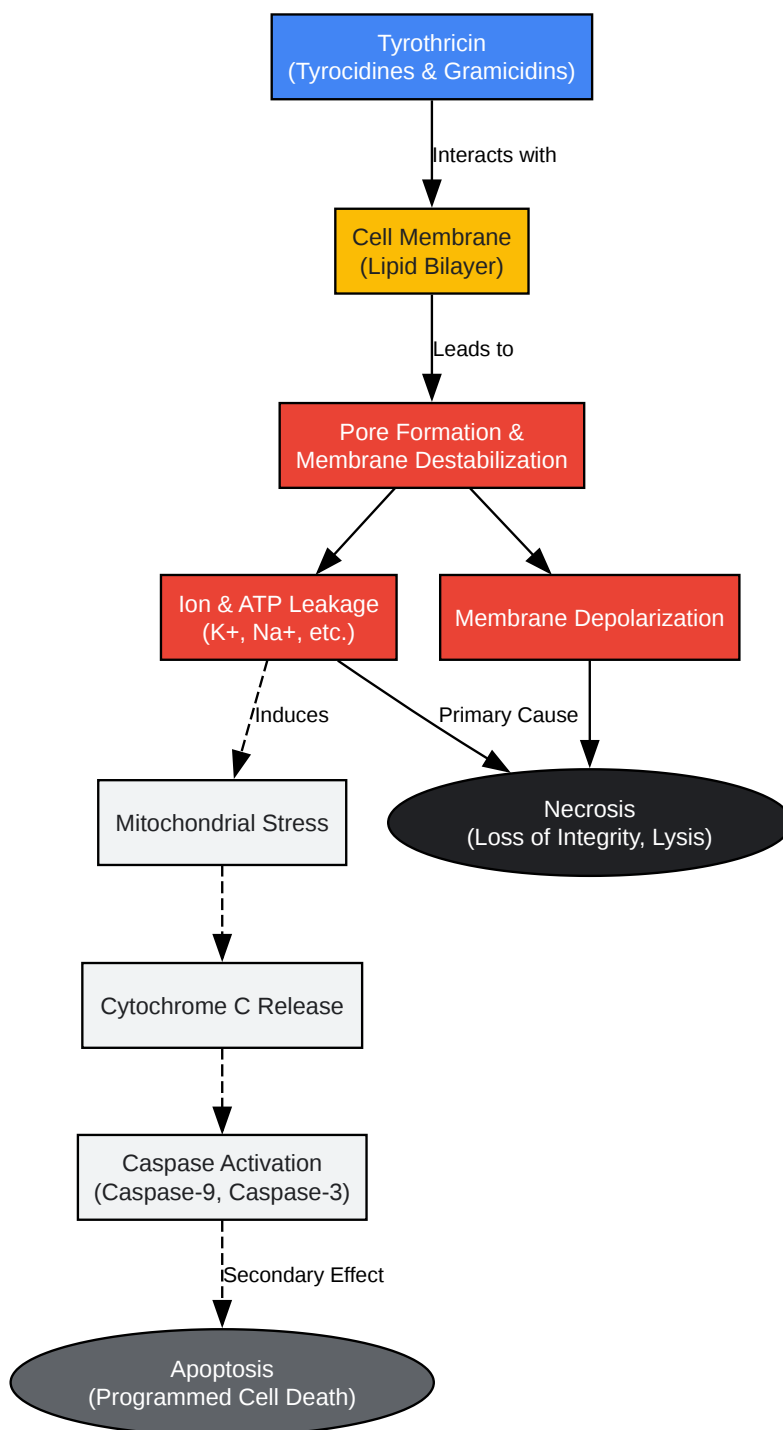 Tyrothricin
(Tyrocidines & Gramicidins)
Interacts with
Cell Membrane
(Lipid Bilayer)
Leads to
Pore Formation &
Membrane Destabilization
Ion & ATP Leakage
(K+, Na+, etc.)
Membrane Depolarization
Induces
Primary Cause
Mitochondrial Stress
Necrosis
(Loss of Integrity, Lysis)
Cytochrome C Release
Caspase Activation
(Caspase-9, Caspase-3)
Secondary Effect
Apoptosis
(Programmed Cell Death)